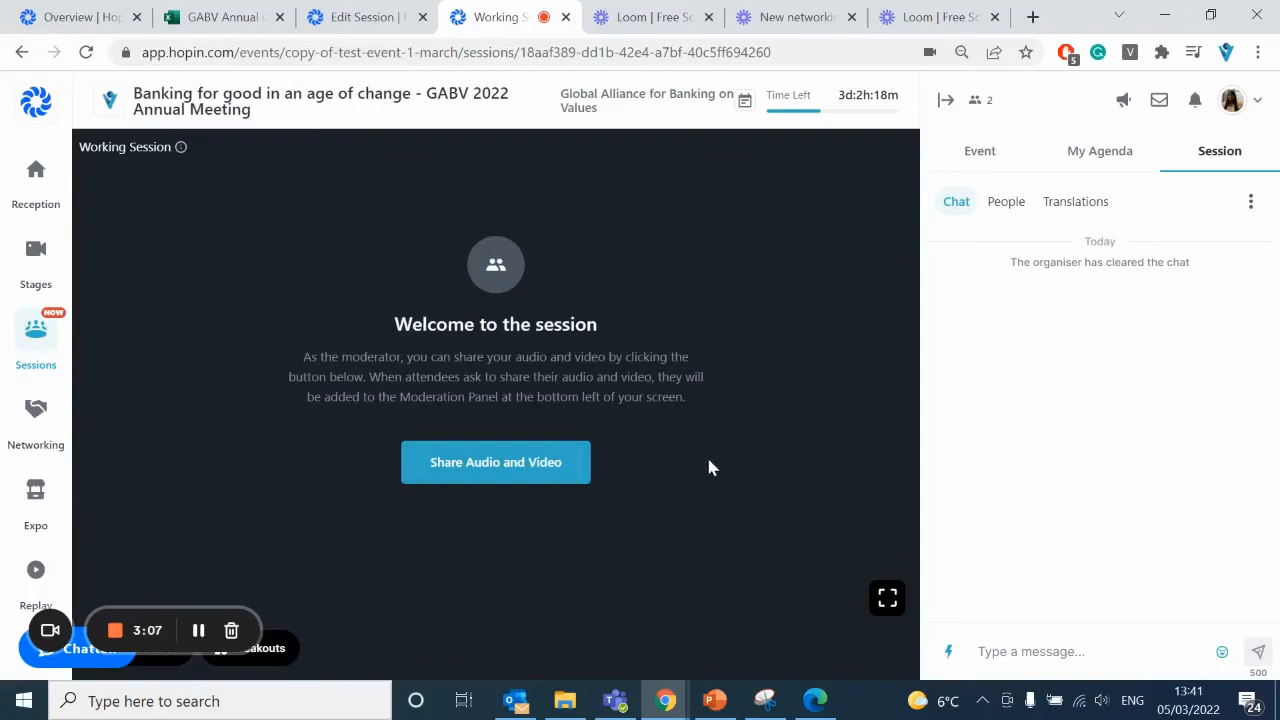 Overview | Hop
GABV Annual C
Edit Session |
Working S
Loom | Free Sc
New networkin
Loom | Free Sc
app.hopin.com/events/copy-of-test-event-1-march/sessions/18aaf389-dd1b-42e4-a7bf-40c5ff694260
5
V
Banking for good in an age of change - GABV 2022
Annual Meeting
Global Alliance for Banking on
Values
Time Left
3d:2h:18m
2
Reception
Stages
NOW
Sessions
Networking
Expo
Replay
Working Session
Welcome to the session
As the moderator, you can share your audio and video by clicking the
button below. When attendees ask to share their audio and video, they will
be added to the Moderation Panel at the bottom left of your screen.
Share Audio and Video
Event
My Agenda
Session
Chat
People
Translations
Today
The organiser has cleared the chat
3:07
Type a message...
500
Type here to search
6°C
ENG
13:41
05/03/2022
24